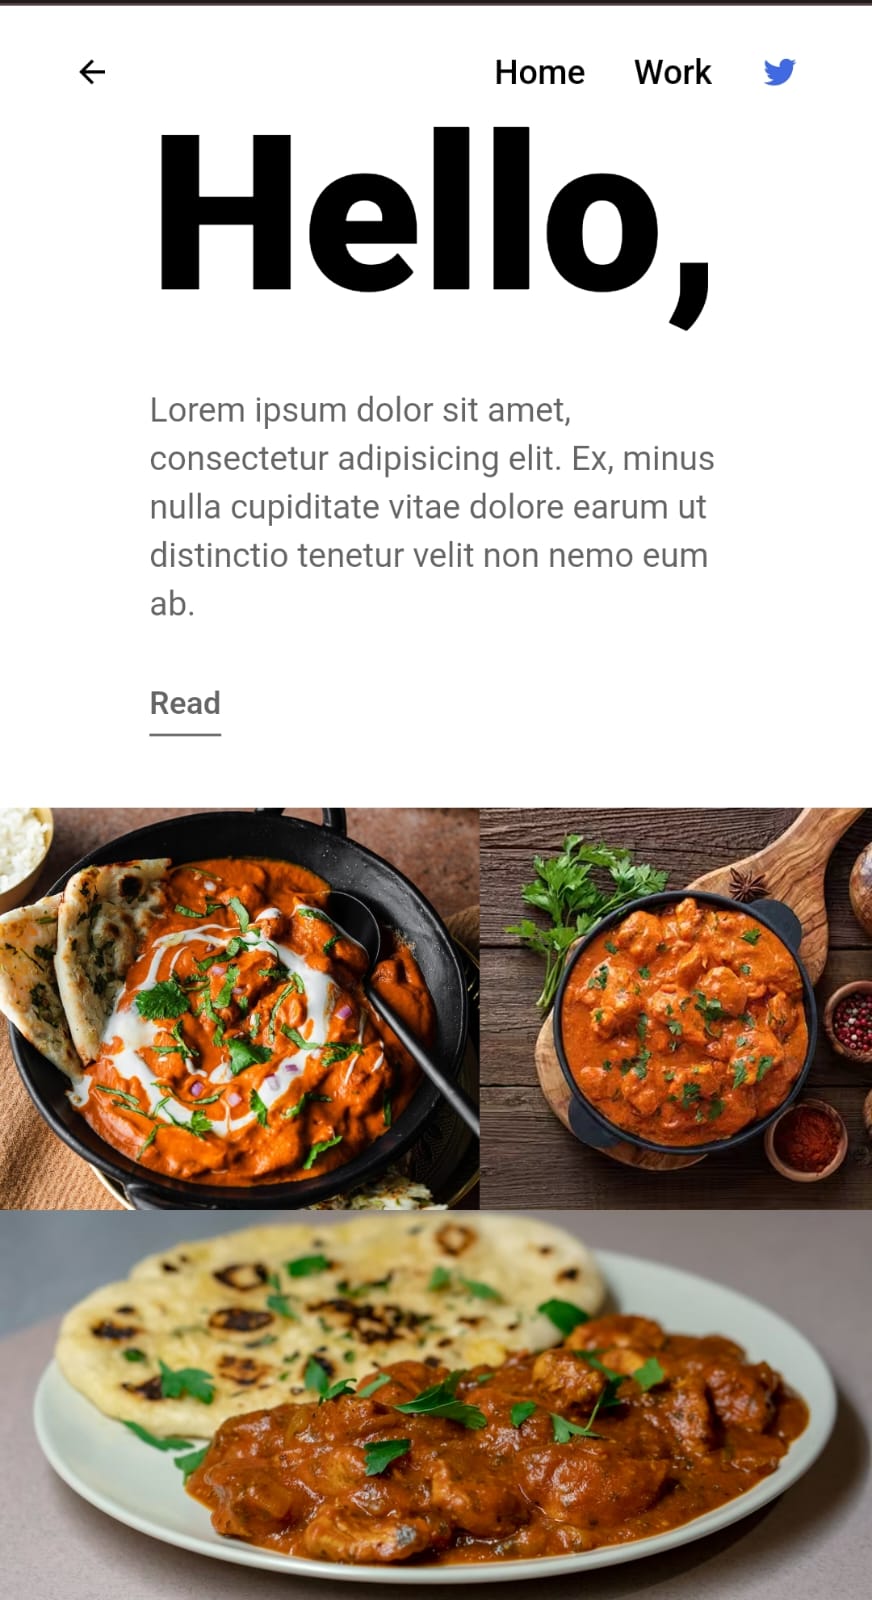 Home Work
Hello,
Lorem ipsum dolor sit amet,
consectetur adipisicing elit. Ex, minus
nulla cupiditate vitae dolore earum ut
distinctio tenetur velit non nemo eum
ab.
Read